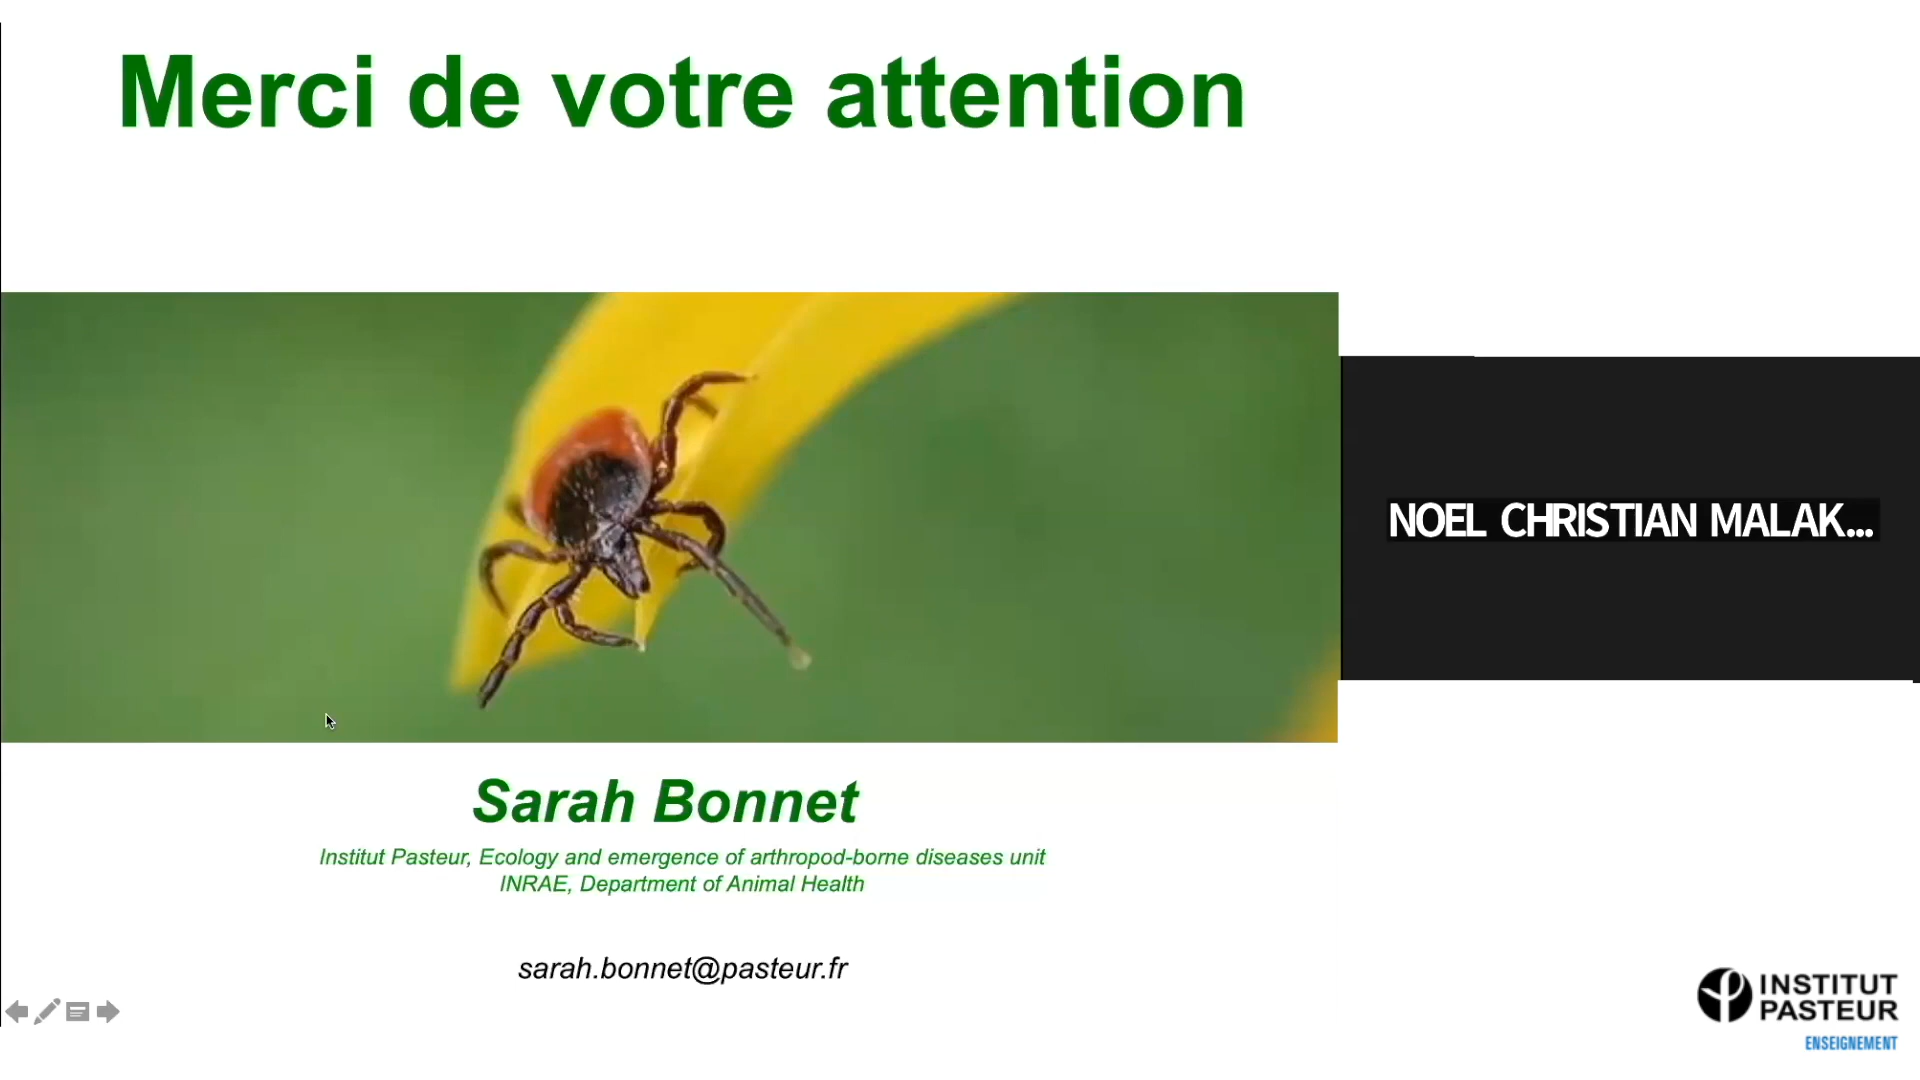 Merci de votre attention
NOEL CHRISTIAN MALAK...
Sarah Bonnet
Institut Pasteur, Ecology and emergence of arthropod-borne diseases unit
INRAE, Department of Animal Health
sarah.bonnet@pasteur.fr
INSTITUT
PASTEUR
ENSEIGNEMENT